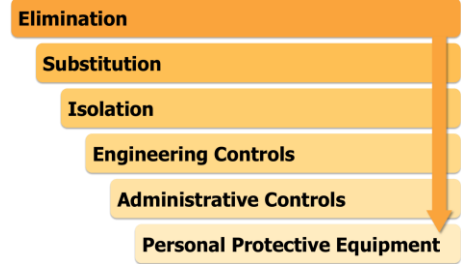 Elimination
Substitution
Isolation
Engineering Controls
Administrative Controls
Personal Protective Equipment